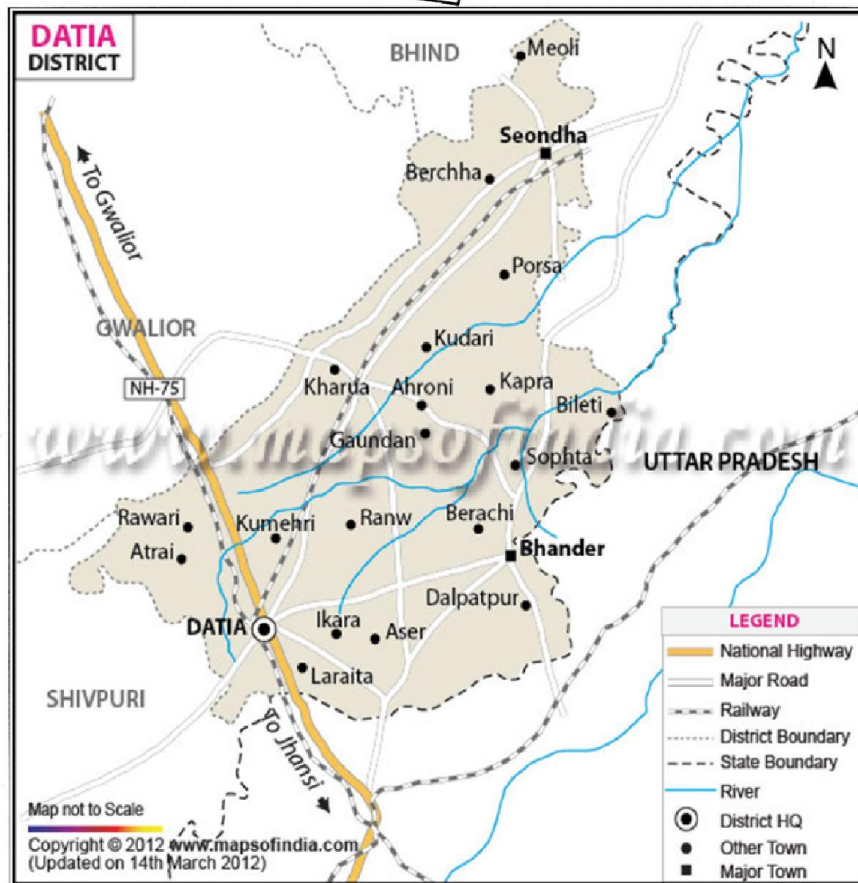 DATIA
DISTRICT
BHIND
Meoli
N
Seondha
Berchha
To Gwalior
Porsa
GWALIOR
Kudari
Kharua
Ahroni
Kapra
NH-75
Bileti
Gaundan
www.mapsofindia.com
Sophta
UTTAR PRADESH
Rawari
Kumehri
Ranw
Berachi
Atrai
Bhander
Dalpatpur
DATIA
Ikara
Aser
Laraita
SHIVPURI
To Jhansi
LEGEND
National Highway
Major Road
Railway
District Boundary
State Boundary
River
District HQ
Other Town
Major Town
Map not to Scale
Copyright © 2012 www.mapsofindia.com
(Updated on 14th March 2012)